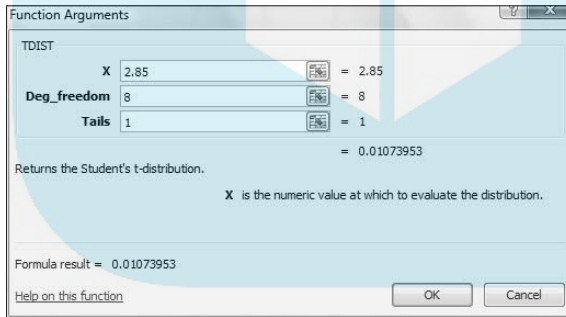 Function Arguments
TDIST
X 2.85 = 2.85
Deg_freedom 8 = 8
Tails 1 = 1
= 0.01073953
Returns the Student's t-distribution.
X is the numeric value at which to evaluate the distribution.
Formula result = 0.01073953
Help on this function OK Cancel